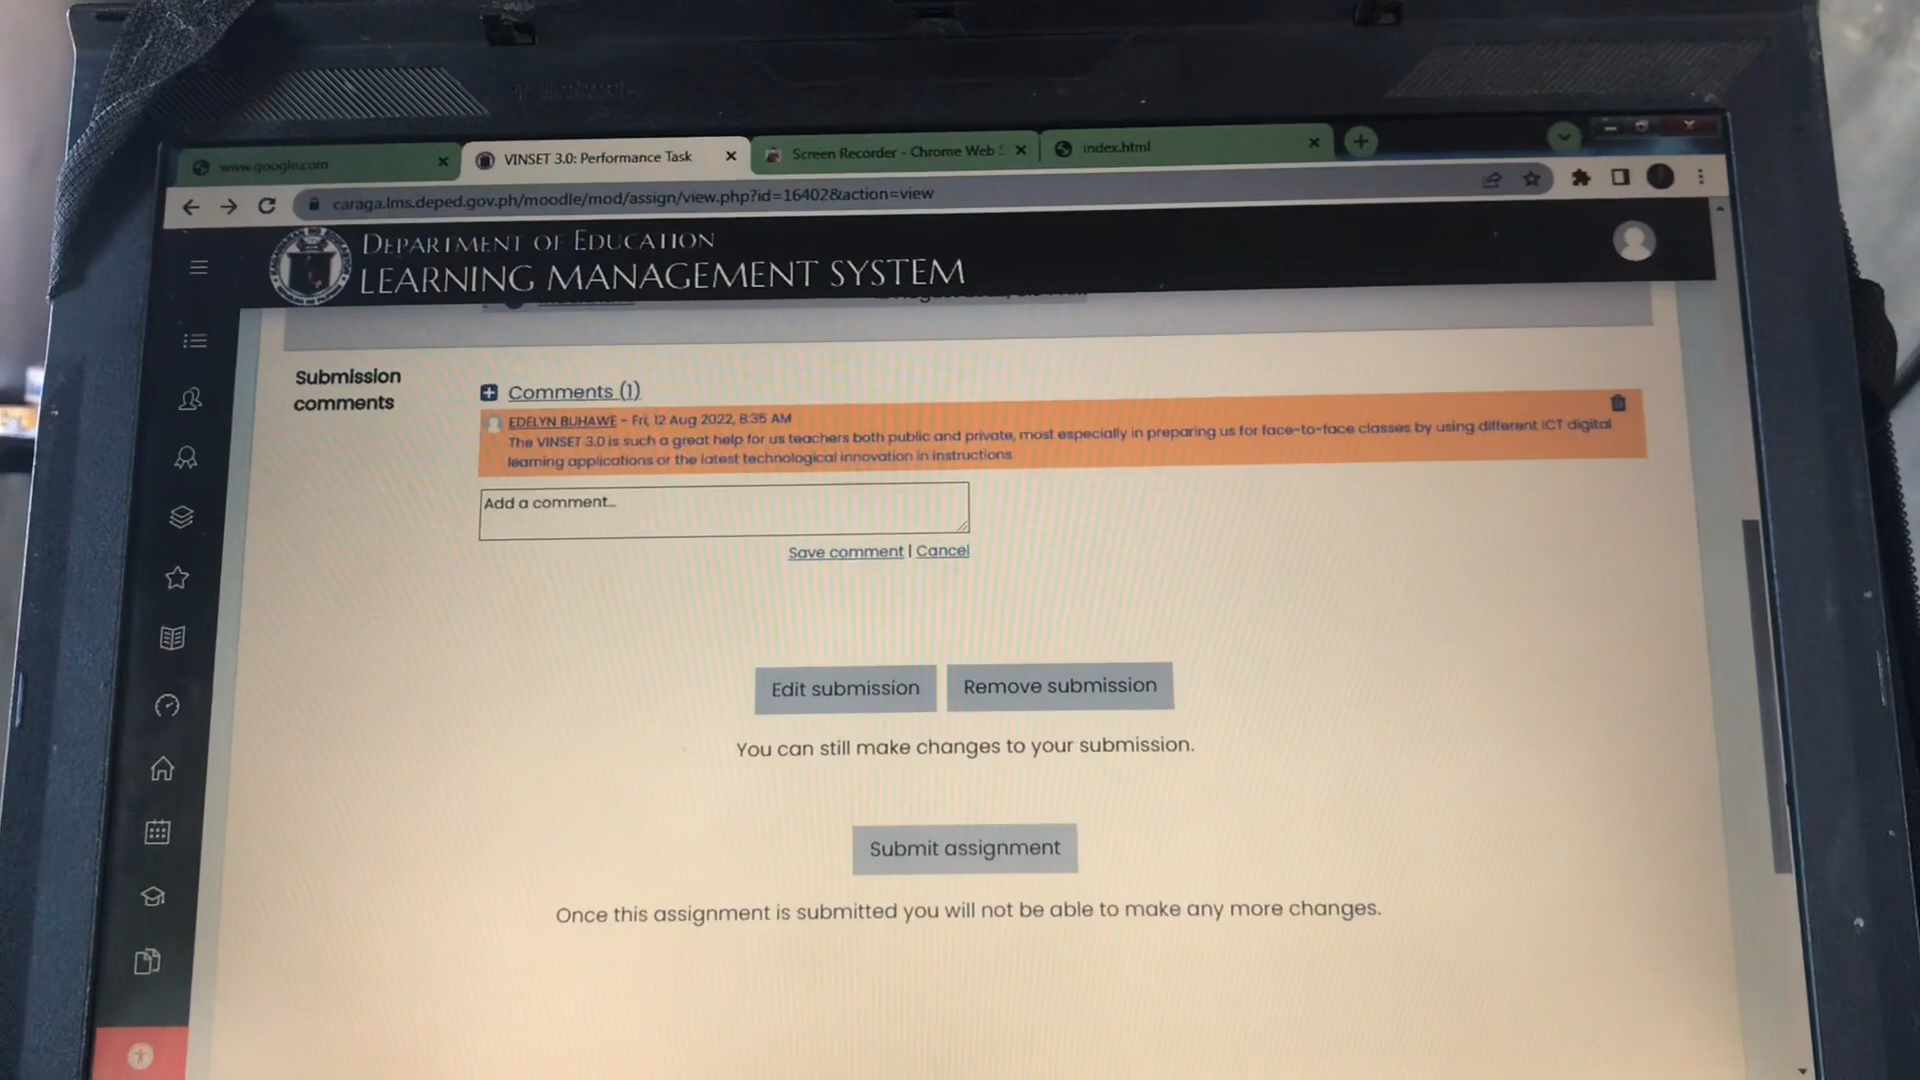 www.google.com
VINSET 3.0: Performance Task
Screen Recorder - Chrome Web S
index.html
caraga.lms.deped.gov.ph/moodle/mod/assign/view.php?id=16402&action=view
DEPARTMENT OF EDUCATION
LEARNING MANAGEMENT SYSTEM
Submission
comments
Comments (1)
EDELYN BUHAWE - Fri, 12 Aug 2022, 8:35 AM
The VINSET 3.0 is such a great help for us teachers both public and private, most especially in preparing us for face-to-face classes by using different ICT digital
learning applications or the latest technological innovation in instructions.
Add a comment...
Save comment | Cancel
Edit submission
Remove submission
You can still make changes to your submission.
Submit assignment
Once this assignment is submitted you will not be able to make any more changes.